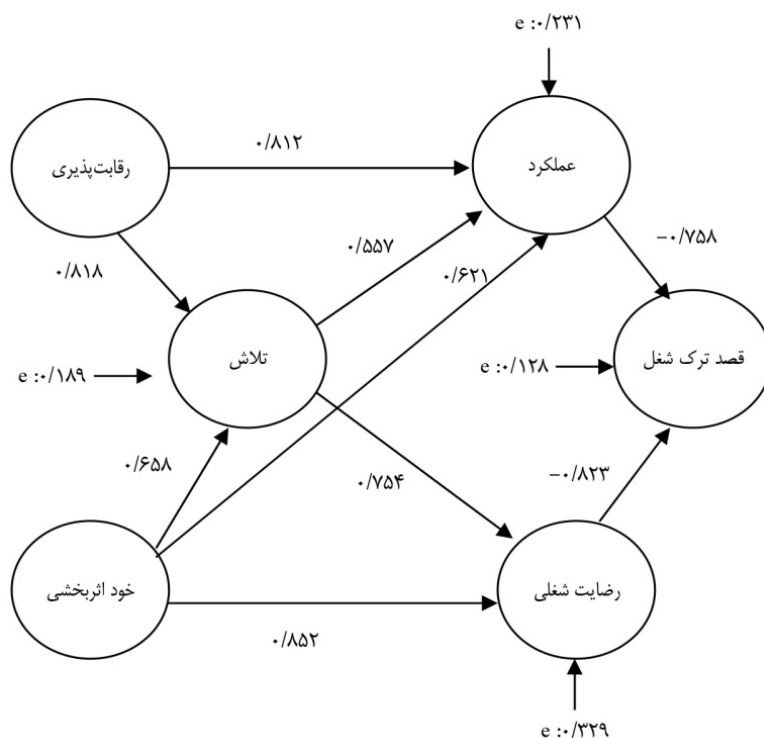 e :۰/۲۳۱
رقابت‌پذیری
۰/۸۱۲
عملکرد
۰/۵۵۷
-۰/۷۵۸
۰/۸۱۸
۰/۶۲۱
تلاش
قصد ترک شغل
e :۰/۱۸۹
e :۰/۱۲۸
۰/۶۵۸
۰/۷۵۴
-۰/۸۲۳
خود اثربخشی
رضایت شغلی
۰/۸۵۲
e :۰/۳۲۹